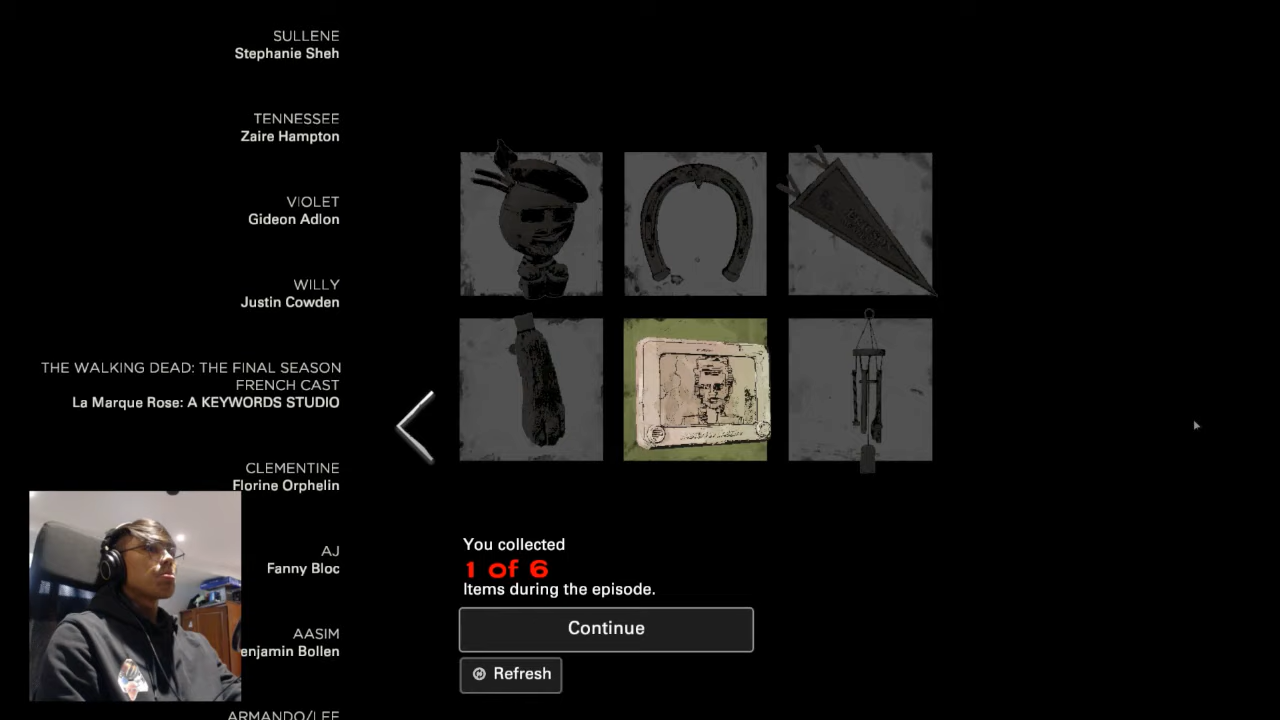 SULLENE
Stephanie Sheh
TENNESSEE
Zaire Hampton
VIOLET
Gideon Adlon
WILLY
Justin Cowden
THE WALKING DEAD: THE FINAL SEASON
FRENCH CAST
La Marque Rose: A KEYWORDS STUDIO
CLEMENTINE
Florine Orphelin
AJ
Fanny Bloc
AASIM
enjamin Bollen
ARMANDO/LEE
You collected
1 of 6
Items during the episode.
Continue
Refresh